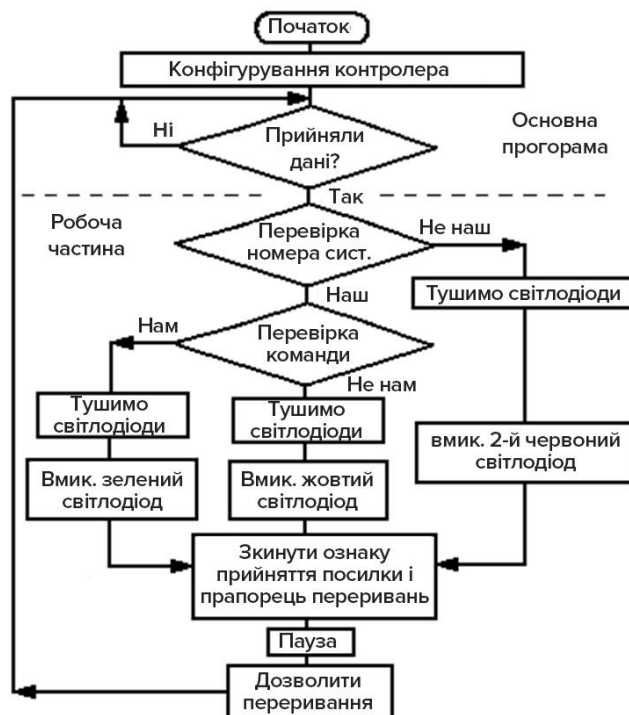 Початок
Конфігурування контролера
Ні
Прийняли
дані?
Основна
прогорама
Так
Робоча
частина
Перевірка
номера сист.
Не наш
Тушимо світлодіоди
Наш
Нам
Перевірка
команди
Не нам
Тушимо
світлодіоди
Тушимо
світлодіоди
вмик. 2-й червоний
світлодіод
Вмик. зелений
світлодіод
Вмик. жовтий
світлодіод
Зкинути ознаку
прийняття посилки і
прапорець переривань
Пауза
Дозволити
переривання